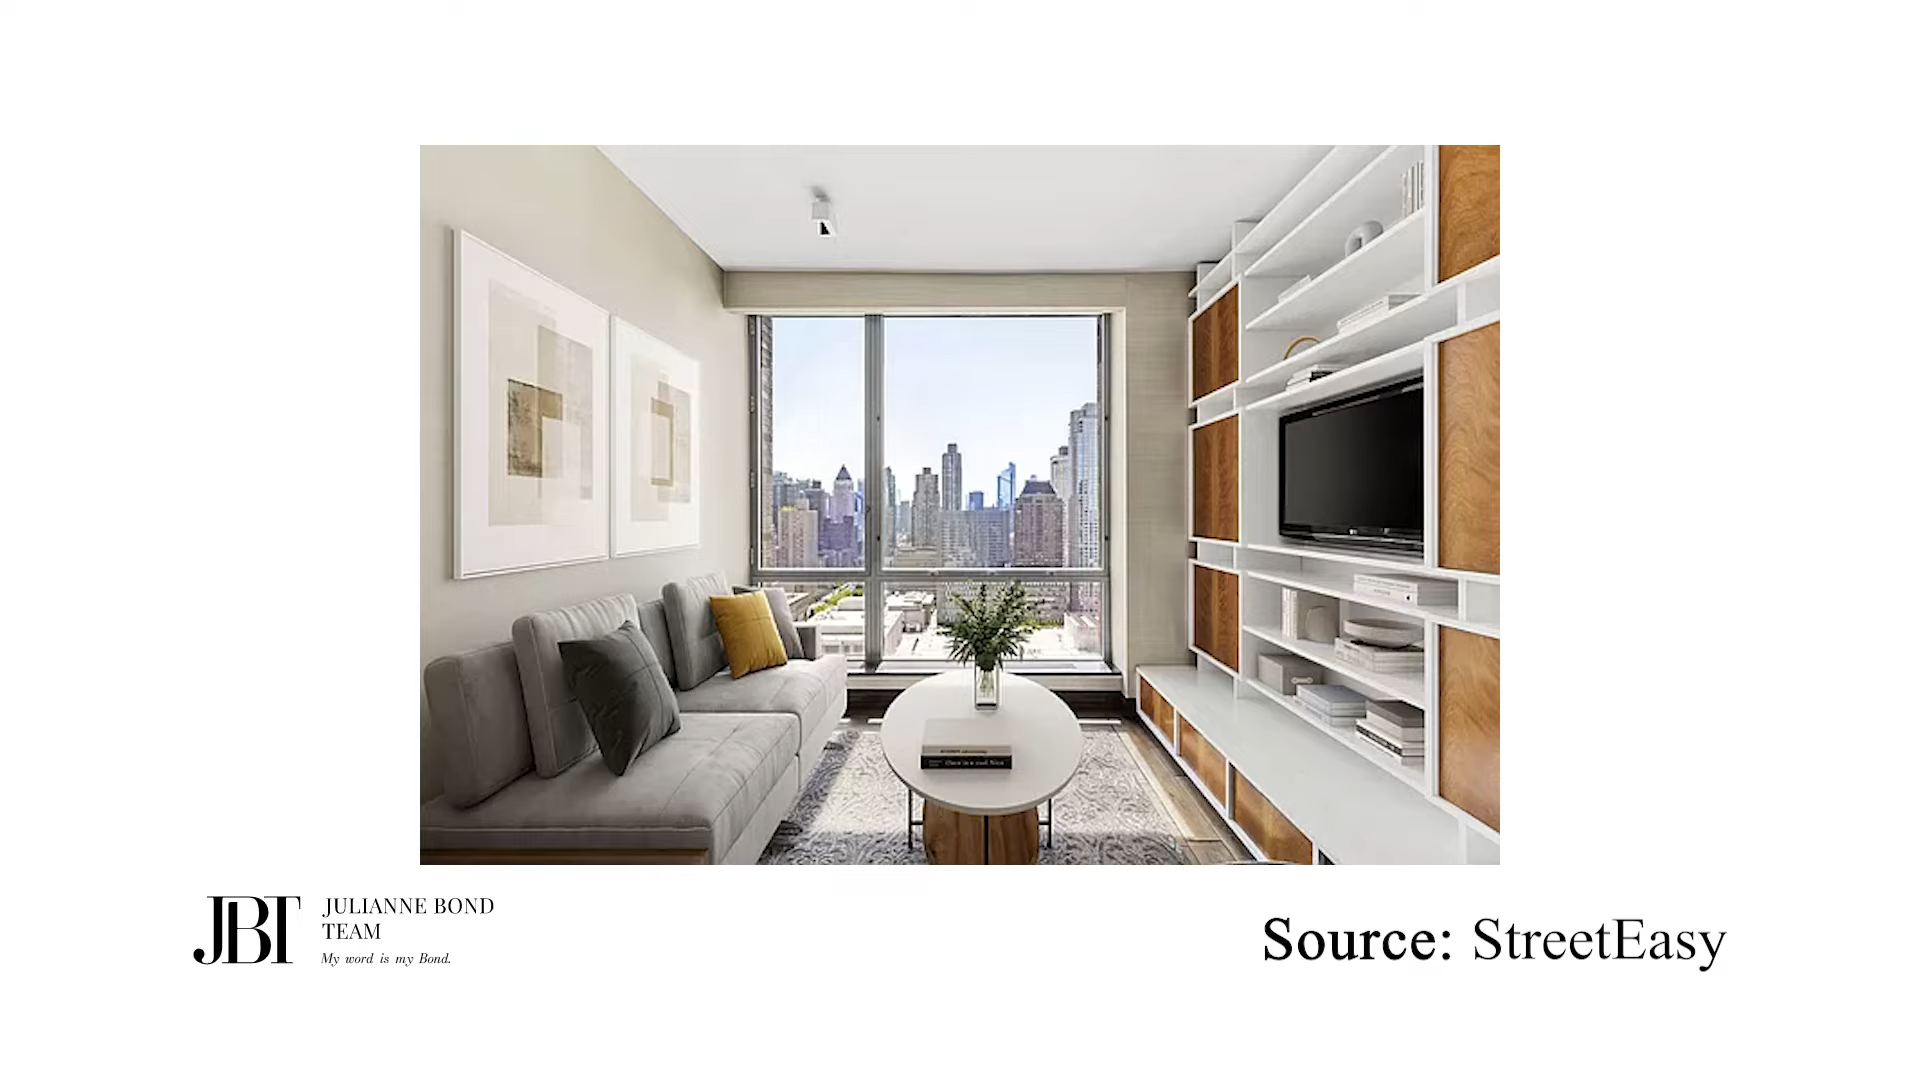 JBT
JULIANNE BOND
TEAM
My word is my Bond.
Source: StreetEasy